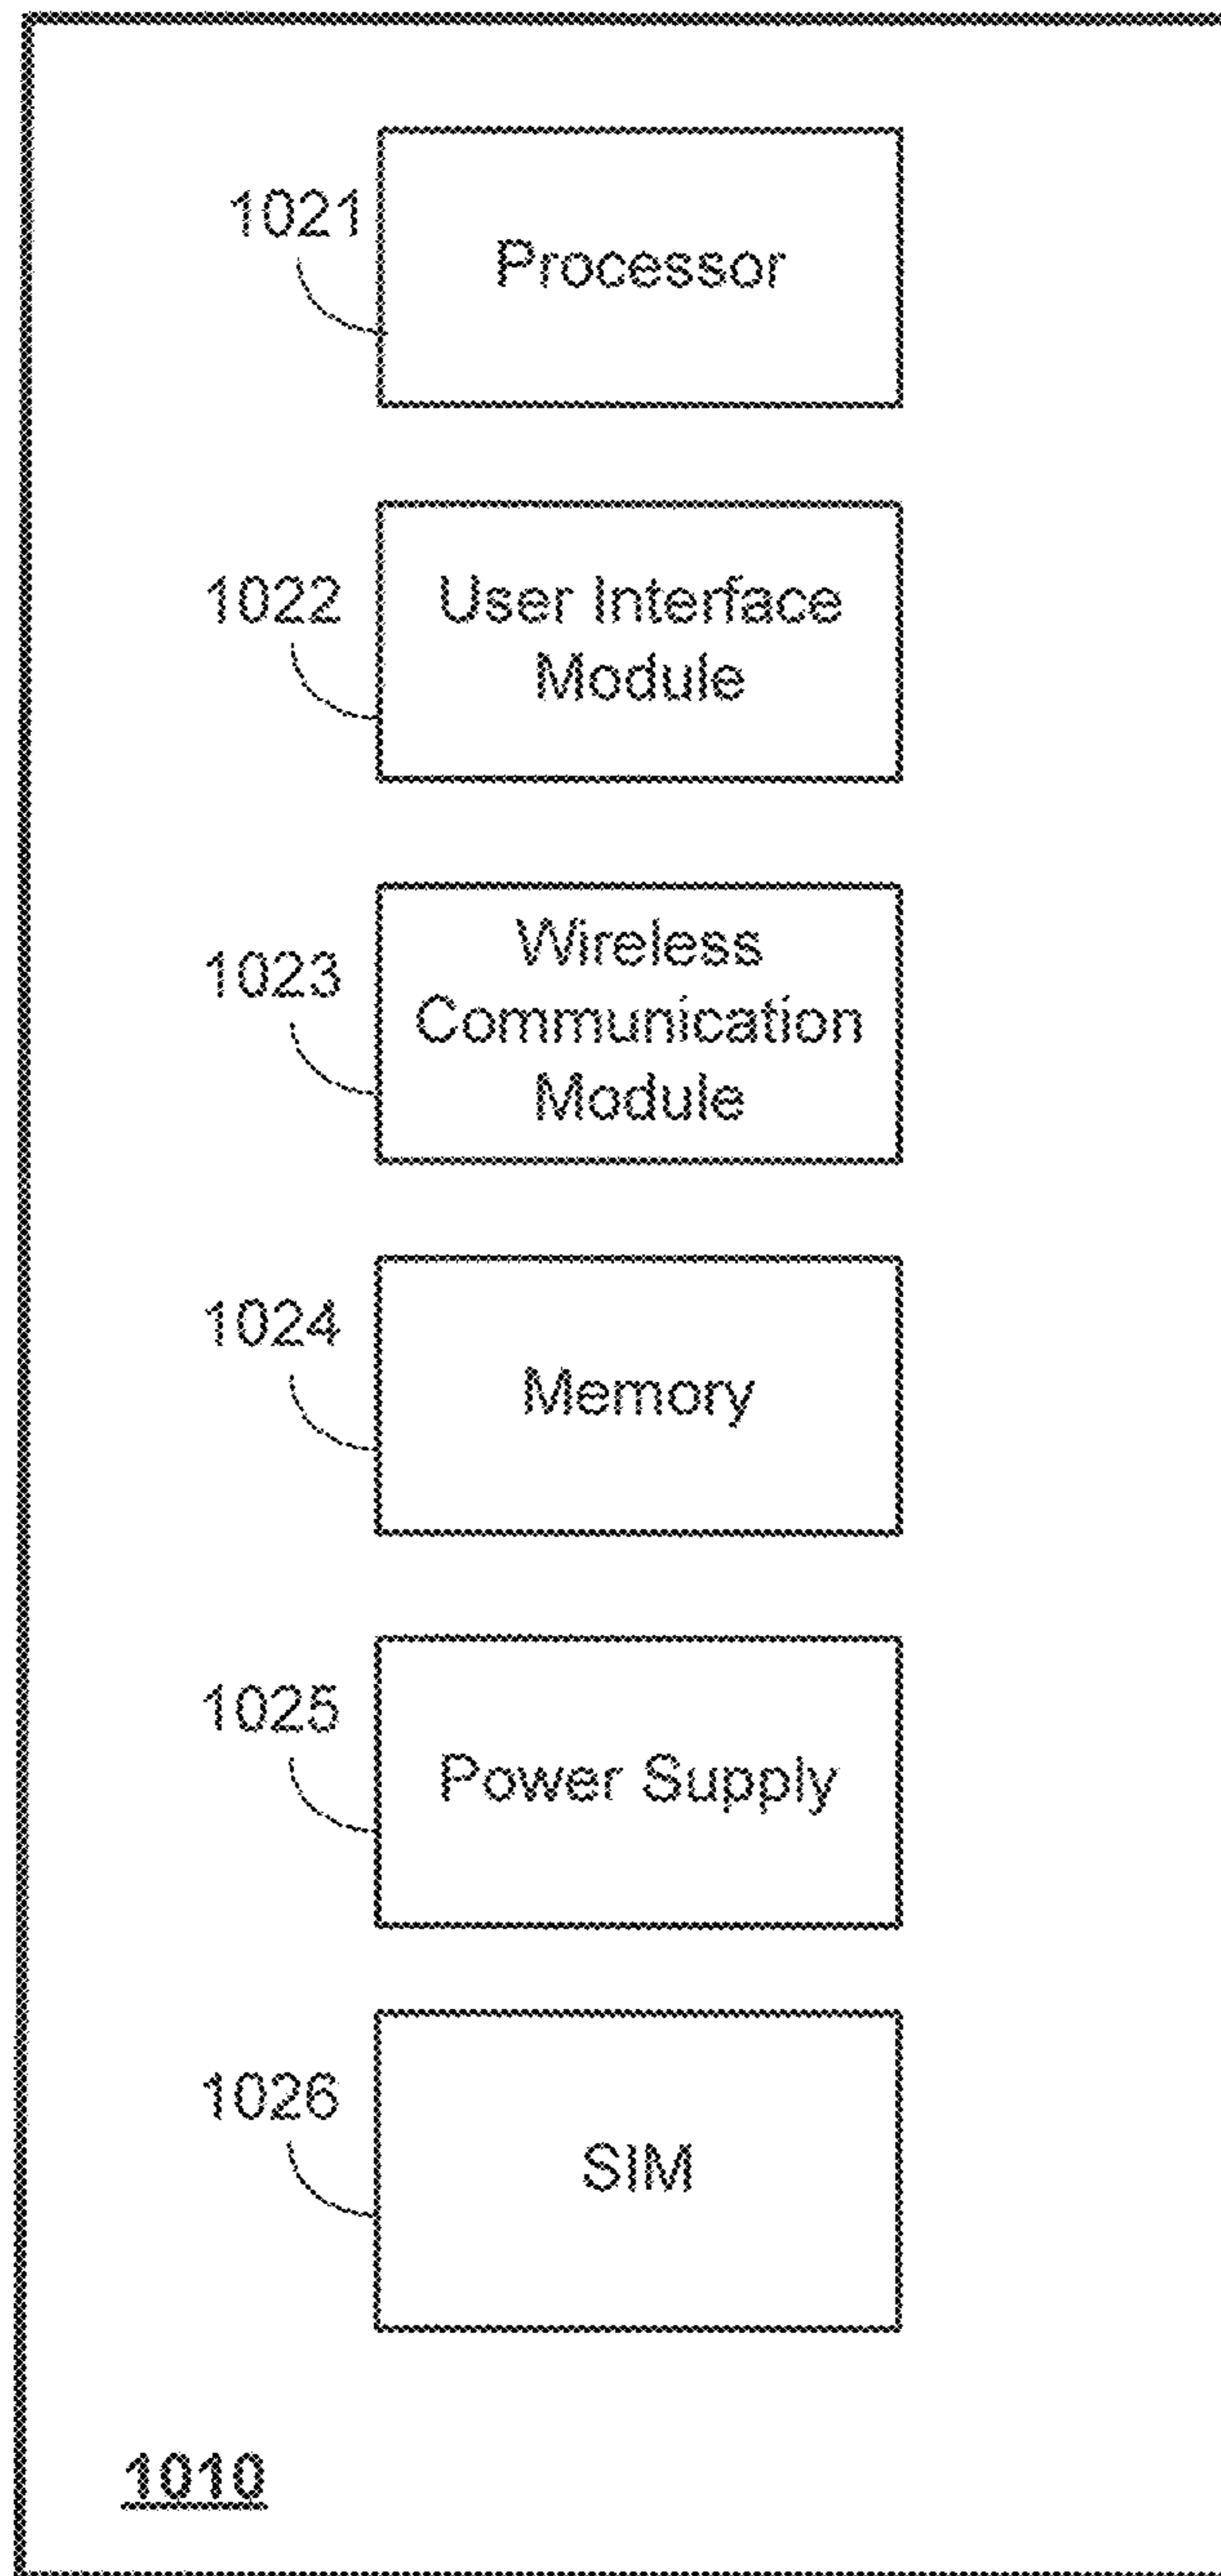 1021
Processor
1022
User Interface
Module
1023
Wireless
Communication
Module
1024
Memory
1025
Power Supply
1026
SIM
1010